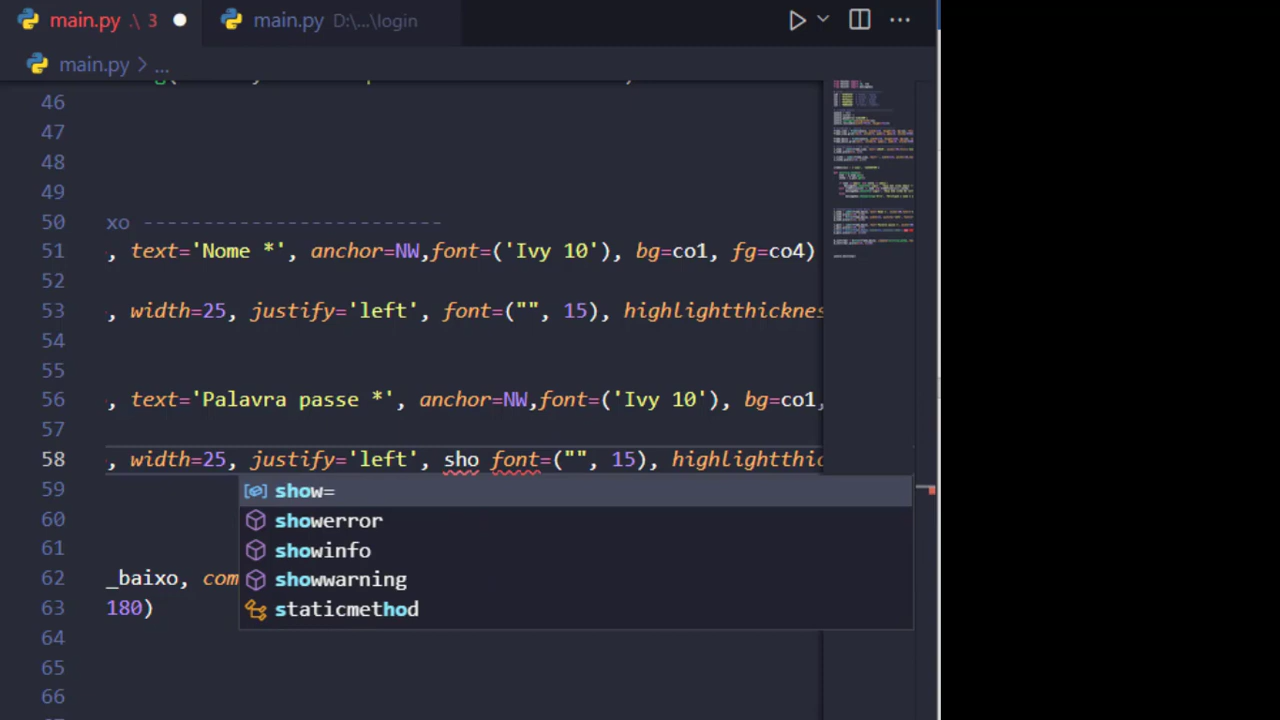 main.py .\ 3 main.py D:\...\login
main.py > ...
46
47
48
49
50 xo -------------------------
51 , text='Nome *', anchor=NW,font=('Ivy 10'), bg=co1, fg=co4)
52
53 , width=25, justify='left', font=("", 15), highlightthicknes
54
55
56 , text='Palavra passe *', anchor=NW,font=('Ivy 10'), bg=co1,
57
58 , width=25, justify='left', sho font=("", 15), highlightthic
59 show=
60 showerror
61 showinfo
62 _baixo, com showwarning
63 180) staticmethod
64
65
66